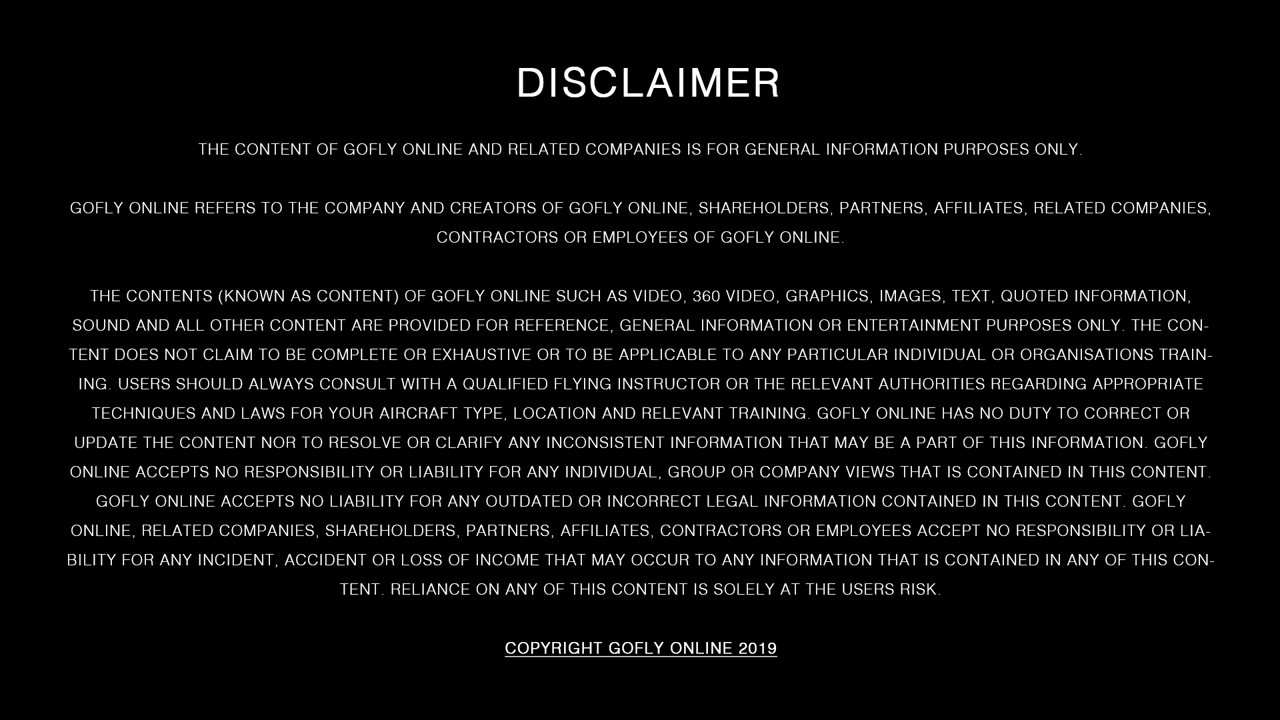 DISCLAIMER
THE CONTENT OF GOFLY ONLINE AND RELATED COMPANIES IS FOR GENERAL INFORMATION PURPOSES ONLY.
GOFLY ONLINE REFERS TO THE COMPANY AND CREATORS OF GOFLY ONLINE, SHAREHOLDERS, PARTNERS, AFFILIATES, RELATED COMPANIES,
CONTRACTORS OR EMPLOYEES OF GOFLY ONLINE.
THE CONTENTS (KNOWN AS CONTENT) OF GOFLY ONLINE SUCH AS VIDEO, 360 VIDEO, GRAPHICS, IMAGES, TEXT, QUOTED INFORMATION,
SOUND AND ALL OTHER CONTENT ARE PROVIDED FOR REFERENCE, GENERAL INFORMATION OR ENTERTAINMENT PURPOSES ONLY. THE CON-
TENT DOES NOT CLAIM TO BE COMPLETE OR EXHAUSTIVE OR TO BE APPLICABLE TO ANY PARTICULAR INDIVIDUAL OR ORGANISATIONS TRAIN-
ING. USERS SHOULD ALWAYS CONSULT WITH A QUALIFIED FLYING INSTRUCTOR OR THE RELEVANT AUTHORITIES REGARDING APPROPRIATE
TECHNIQUES AND LAWS FOR YOUR AIRCRAFT TYPE, LOCATION AND RELEVANT TRAINING. GOFLY ONLINE HAS NO DUTY TO CORRECT OR
UPDATE THE CONTENT NOR TO RESOLVE OR CLARIFY ANY INCONSISTENT INFORMATION THAT MAY BE A PART OF THIS INFORMATION. GOFLY
ONLINE ACCEPTS NO RESPONSIBILITY OR LIABILITY FOR ANY INDIVIDUAL, GROUP OR COMPANY VIEWS THAT IS CONTAINED IN THIS CONTENT.
GOFLY ONLINE ACCEPTS NO LIABILITY FOR ANY OUTDATED OR INCORRECT LEGAL INFORMATION CONTAINED IN THIS CONTENT. GOFLY
ONLINE, RELATED COMPANIES, SHAREHOLDERS, PARTNERS, AFFILIATES, CONTRACTORS OR EMPLOYEES ACCEPT NO RESPONSIBILITY OR LIA-
BILITY FOR ANY INCIDENT, ACCIDENT OR LOSS OF INCOME THAT MAY OCCUR TO ANY INFORMATION THAT IS CONTAINED IN ANY OF THIS CON-
TENT. RELIANCE ON ANY OF THIS CONTENT IS SOLELY AT THE USERS RISK.
COPYRIGHT GOFLY ONLINE 2019